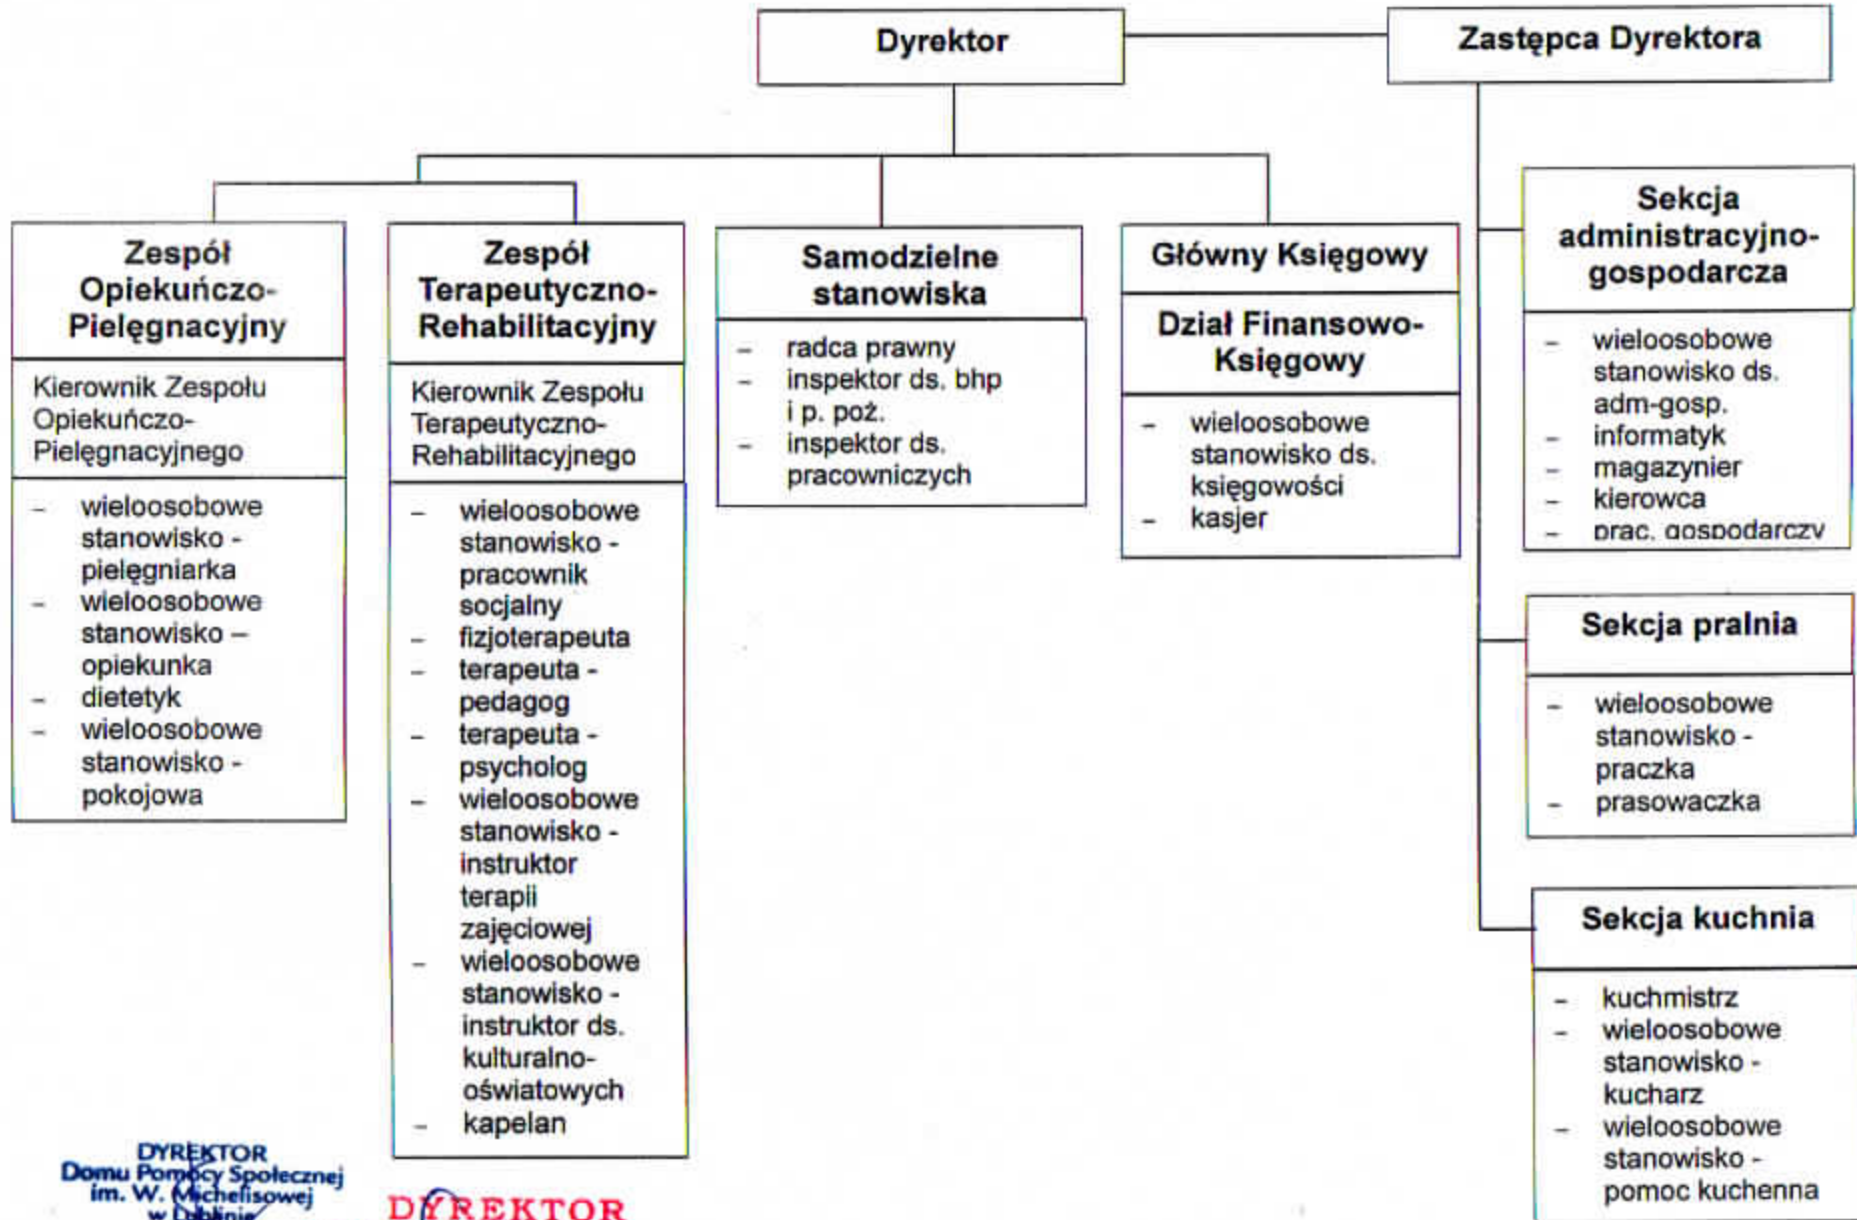 Dyrektor
Zastępca Dyrektora
Zespół
Opiekuńczo-
Pielęgnacyjny
Kierownik Zespołu
Opiekuńczo-
Pielęgnacyjnego
– wieloosobowe
stanowisko -
pielęgniarka
– wieloosobowe
stanowisko –
opiekunka
– dietetyk
– wieloosobowe
stanowisko -
pokojowa
Zespół
Terapeutyczno-
Rehabilitacyjny
Kierownik Zespołu
Terapeutyczno-
Rehabilitacyjnego
– wieloosobowe
stanowisko -
pracownik
socjalny
– fizjoterapeuta
– terapeuta -
pedagog
– terapeuta -
psycholog
– wieloosobowe
stanowisko -
instruktor
terapii
zajęciowej
– wieloosobowe
stanowisko -
instruktor ds.
kulturalno-
oświatowych
– kapelan
Samodzielne
stanowiska
– radca prawny
– inspektor ds. bhp
i p. poż.
– inspektor ds.
pracowniczych
Główny Księgowy
Dział Finansowo-
Księgowy
– wieloosobowe
stanowisko ds.
księgowości
– kasjer
Sekcja
administracyjno-
gospodarcza
– wieloosobowe
stanowisko ds.
adm-gosp.
– informatyk
– magazynier
– kierowca
– prac. gospodarczy
Sekcja pralnia
– wieloosobowe
stanowisko -
praczka
– prasowaczka
Sekcja kuchnia
– kuchmistrz
– wieloosobowe
stanowisko -
kucharz
– wieloosobowe
stanowisko -
pomoc kuchenna
DYREKTOR
Domu Pomocy Społecznej
im. W. Michelisowej
w Lublinie
DYREKTOR